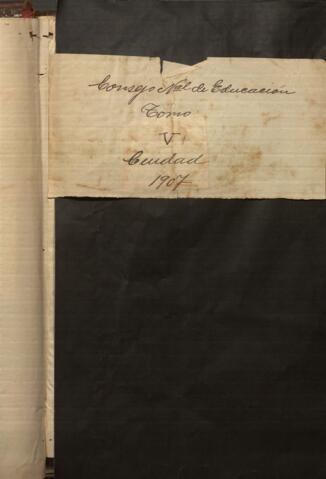 Consejo Nal de Educación
Tomo
V
Ciudad
1907